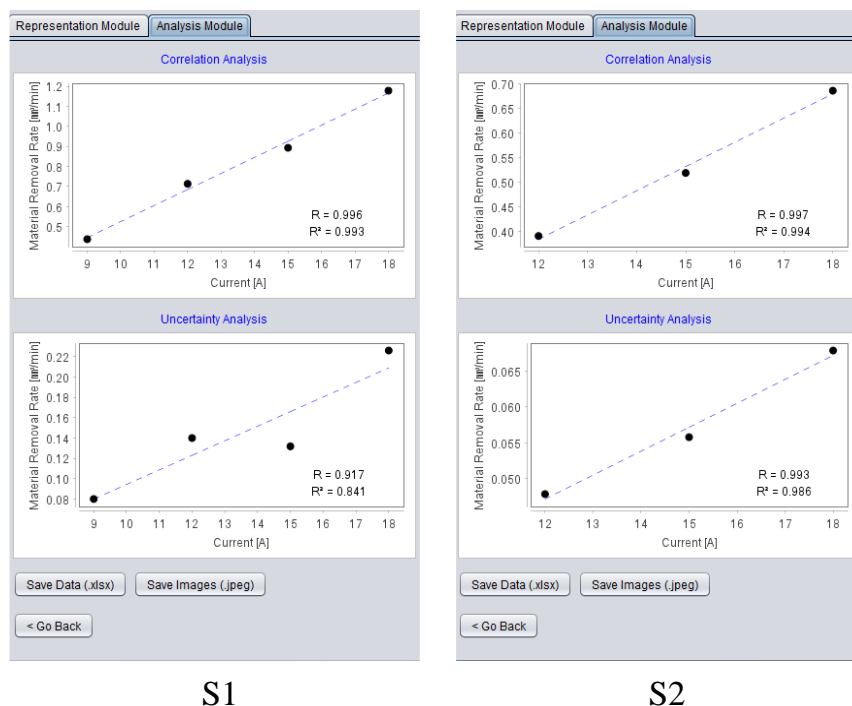 Representation Module Analysis Module
Correlation Analysis
Material Removal Rate [㎣/min]
1.2
1.1
1.0
0.9
0.8
0.7
0.6
0.5
R = 0.996
R² = 0.993
9 10 11 12 13 14 15 16 17 18
Current [A]
Uncertainty Analysis
Material Removal Rate [㎣/min]
0.22
0.20
0.18
0.16
0.14
0.12
0.10
0.08
R = 0.917
R² = 0.841
9 10 11 12 13 14 15 16 17 18
Current [A]
Save Data (.xlsx) Save Images (.jpeg)
< Go Back
S1
Representation Module Analysis Module
Correlation Analysis
Material Removal Rate [㎣/min]
0.70
0.65
0.60
0.55
0.50
0.45
0.40
R = 0.997
R² = 0.994
12 13 14 15 16 17 18
Current [A]
Uncertainty Analysis
Material Removal Rate [㎣/min]
0.065
0.060
0.055
0.050
R = 0.993
R² = 0.986
12 13 14 15 16 17 18
Current [A]
Save Data (.xlsx) Save Images (.jpeg)
< Go Back
S2